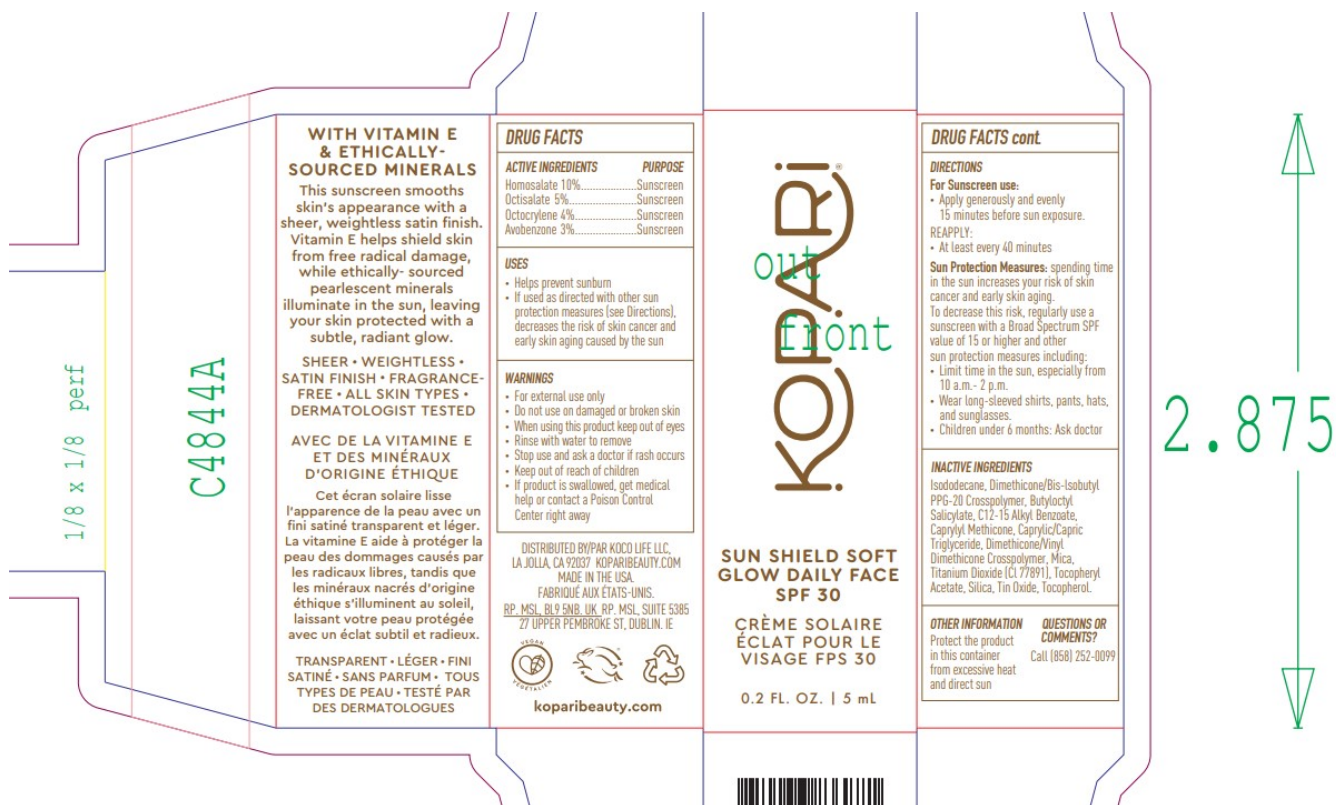 1/8 x 1/8 perf
C4844A
WITH VITAMIN E
& ETHICALLY-
SOURCED MINERALS
This sunscreen smooths
skin's appearance with a
sheer, weightless satin finish.
Vitamin E helps shield skin
from free radical damage,
while ethically- sourced
pearlescent minerals
illuminate in the sun, leaving
your skin protected with a
subtle, radiant glow.
SHEER • WEIGHTLESS •
SATIN FINISH • FRAGRANCE-
FREE • ALL SKIN TYPES •
DERMATOLOGIST TESTED
AVEC DE LA VITAMINE E
ET DES MINÉRAUX
D'ORIGINE ÉTHIQUE
Cet écran solaire lisse
l'apparence de la peau avec un
fini satiné transparent et léger.
La vitamine E aide à protéger la
peau des dommages causés par
les radicaux libres, tandis que
les minéraux nacrés d'origine
éthique s'illuminent au soleil,
laissant votre peau protégée
avec un éclat subtil et radieux.
TRANSPARENT • LÉGER • FINI
SATINÉ • SANS PARFUM • TOUS
TYPES DE PEAU • TESTÉ PAR
DES DERMATOLOGUES
DRUG FACTS
ACTIVE INGREDIENTS PURPOSE
Homosalate 10%......................Sunscreen
Octisalate 5%..........................Sunscreen
Octocrylene 4%.......................Sunscreen
Avobenzone 3%.......................Sunscreen
USES
• Helps prevent sunburn
• If used as directed with other sun
protection measures (see Directions),
decreases the risk of skin cancer and
early skin aging caused by the sun
WARNINGS
• For external use only
• Do not use on damaged or broken skin
• When using this product keep out of eyes
• Rinse with water to remove
• Stop use and ask a doctor if rash occurs
• Keep out of reach of children
• If product is swallowed, get medical
help or contact a Poison Control
Center right away
DISTRIBUTED BY/PAR KOCO LIFE LLC,
LA JOLLA, CA 92037 KOPARIBEAUTY.COM
MADE IN THE USA.
FABRIQUÉ AUX ÉTATS-UNIS.
RP. MSL, BL9 5NB. UK RP. MSL, SUITE 5385
27 UPPER PEMBROKE ST, DUBLIN. IE
VEGAN
VÉGÉTALIEN
koparibeauty.com
KOPARI®
out
front
SUN SHIELD SOFT
GLOW DAILY FACE
SPF 30
CRÈME SOLAIRE
ÉCLAT POUR LE
VISAGE FPS 30
0.2 FL. OZ. | 5 mL
DRUG FACTS cont.
DIRECTIONS
For Sunscreen use:
• Apply generously and evenly
15 minutes before sun exposure.
REAPPLY:
• At least every 40 minutes
Sun Protection Measures: spending time
in the sun increases your risk of skin
cancer and early skin aging.
To decrease this risk, regularly use a
sunscreen with a Broad Spectrum SPF
value of 15 or higher and other
sun protection measures including:
• Limit time in the sun, especially from
10 a.m.- 2 p.m.
• Wear long-sleeved shirts, pants, hats,
and sunglasses.
• Children under 6 months: Ask doctor
INACTIVE INGREDIENTS
Isododecane, Dimethicone/Bis-Isobutyl
PPG-20 Crosspolymer, Butyloctyl
Salicylate, C12-15 Alkyl Benzoate,
Caprylyl Methicone, Caprylic/Capric
Triglyceride, Dimethicone/Vinyl
Dimethicone Crosspolymer, Mica,
Titanium Dioxide (CI 77891), Tocopheryl
Acetate, Silica, Tin Oxide, Tocopherol.
OTHER INFORMATION
Protect the product
in this container
from excessive heat
and direct sun
QUESTIONS OR
COMMENTS?
Call (858) 252-0099
2.875